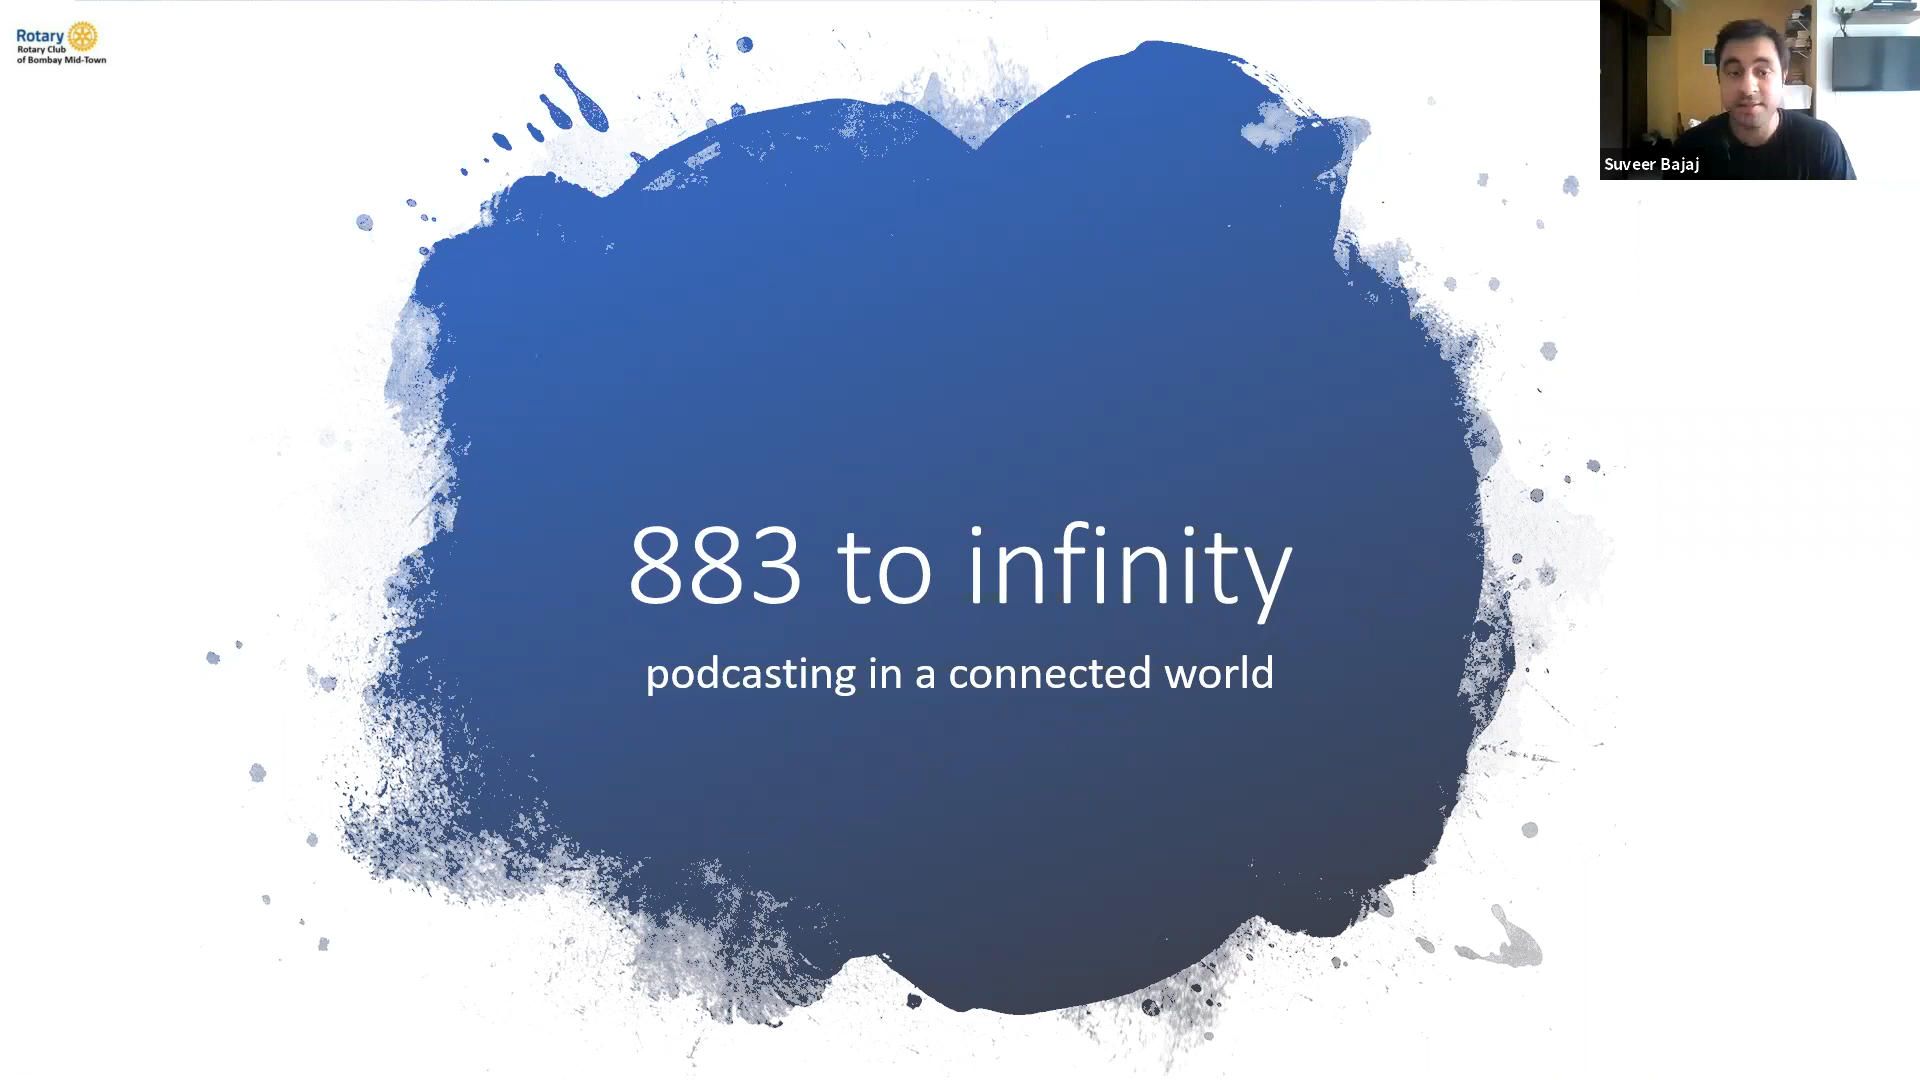 Rotary
Rotary Club
of Bombay Mid-Town
Suveer Bajaj
883 to infinity
podcasting in a connected world